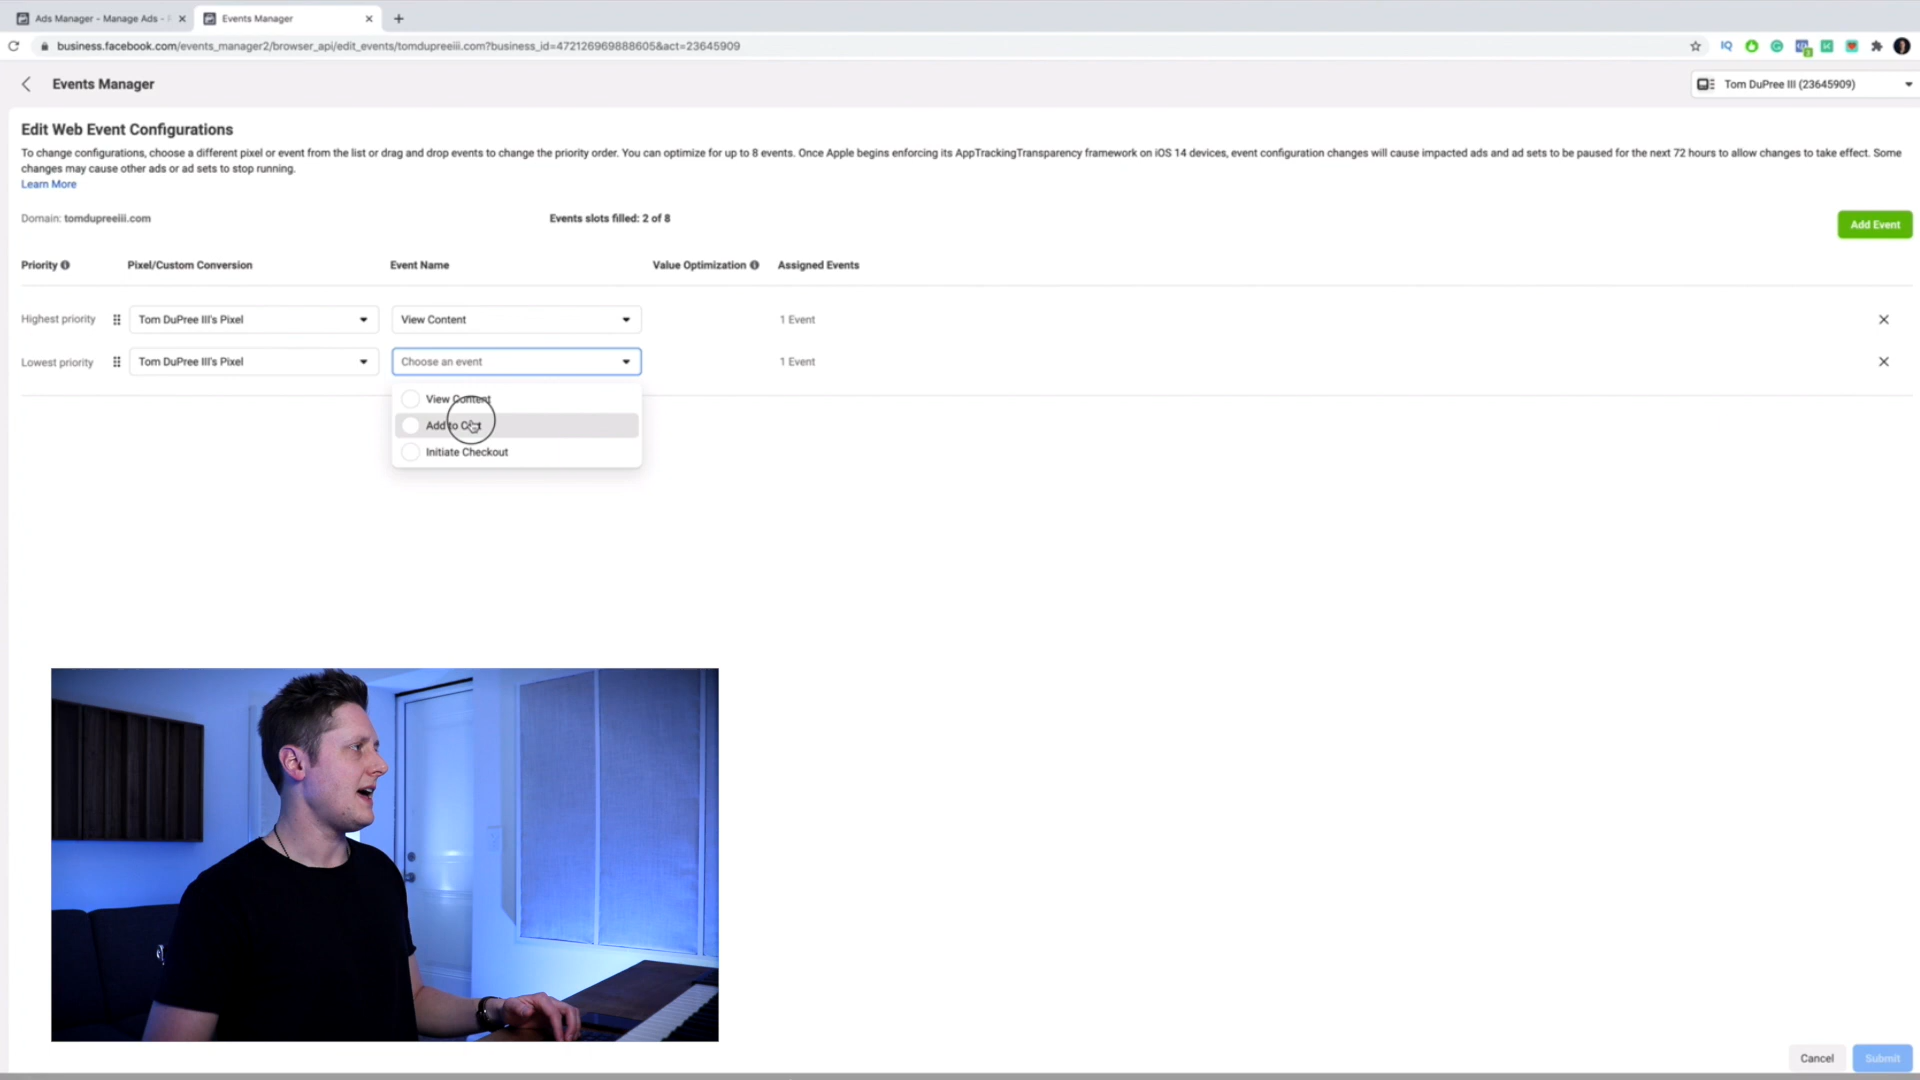 Ads Manager - Manage Ads -
Events Manager
business.facebook.com/events_manager2/browser_api/edit_events/tomdupreeiii.com?business_id=472126969888605&act=23645909
IQ
Events Manager
Tom DuPree III (23645909)
Edit Web Event Configurations
To change configurations, choose a different pixel or event from the list or drag and drop events to change the priority order. You can optimize for up to 8 events. Once Apple begins enforcing its AppTrackingTransparency framework on iOS 14 devices, event configuration changes will cause impacted ads and ad sets to be paused for the next 72 hours to allow changes to take effect. Some
changes may cause other ads or ad sets to stop running.
Learn More
Domain: tomdupreeiii.com
Events slots filled: 2 of 8
Add Event
Priority
Pixel/Custom Conversion
Event Name
Value Optimization
Assigned Events
Highest priority
Tom DuPree III's Pixel
View Content
1 Event
Lowest priority
Tom DuPree III's Pixel
Choose an event
1 Event
View Content
Add to Cart
Initiate Checkout
Cancel
Submit